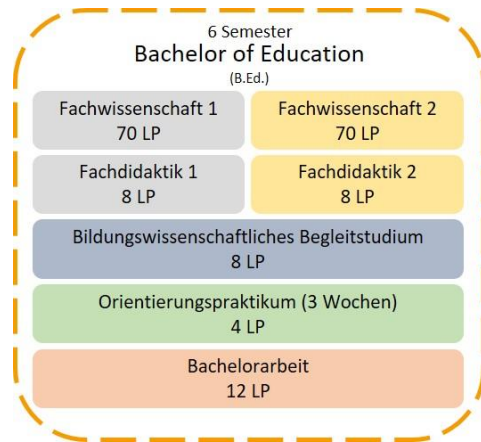 6 Semester
Bachelor of Education
(B.Ed.)
Fachwissenschaft 1
70 LP
Fachwissenschaft 2
70 LP
Fachdidaktik 1
8 LP
Fachdidaktik 2
8 LP
Bildungswissenschaftliches Begleitstudium
8 LP
Orientierungspraktikum (3 Wochen)
4 LP
Bachelorarbeit
12 LP